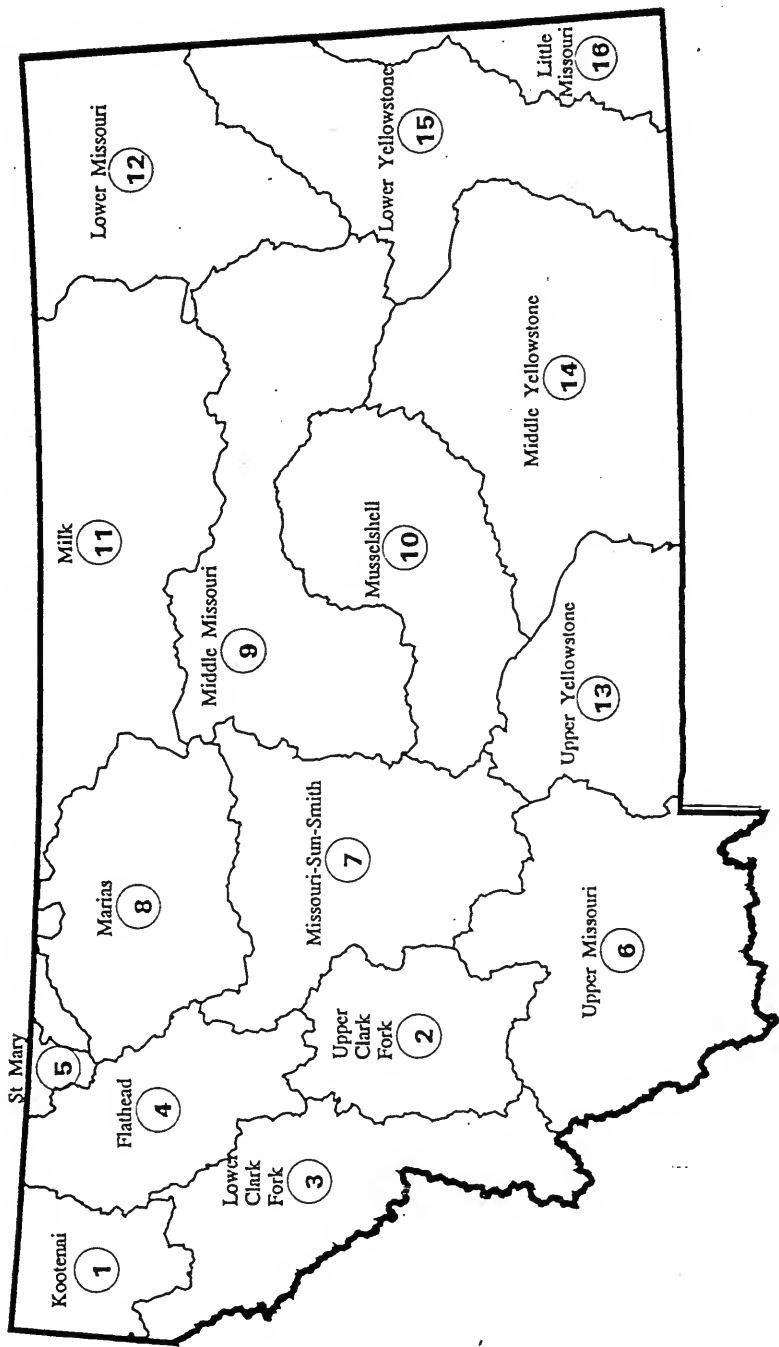 Kootenai
1
Upper
Clark
Fork
2
Lower
Clark
Fork
3
Flathead
4
St Mary
5
Upper Missouri
6
Missouri-Sun-Smith
7
Marias
8
Middle Missouri
9
Musselshell
10
Milk
11
Lower Missouri
12
Upper Yellowstone
13
Middle Yellowstone
14
Lower Yellowstone
15
Little
Missouri
16